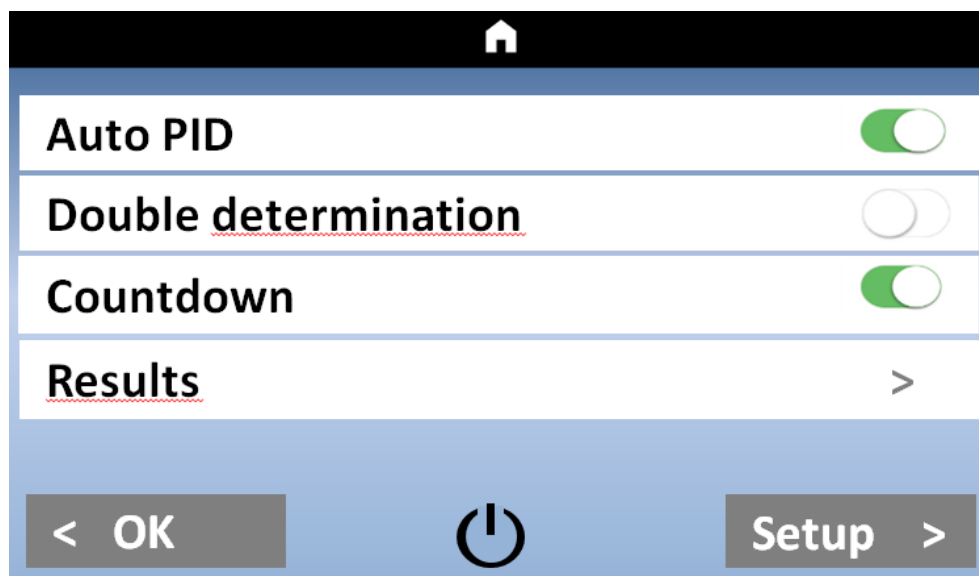 Auto PID
Double determination
Countdown
Results >
< OK
Setup >